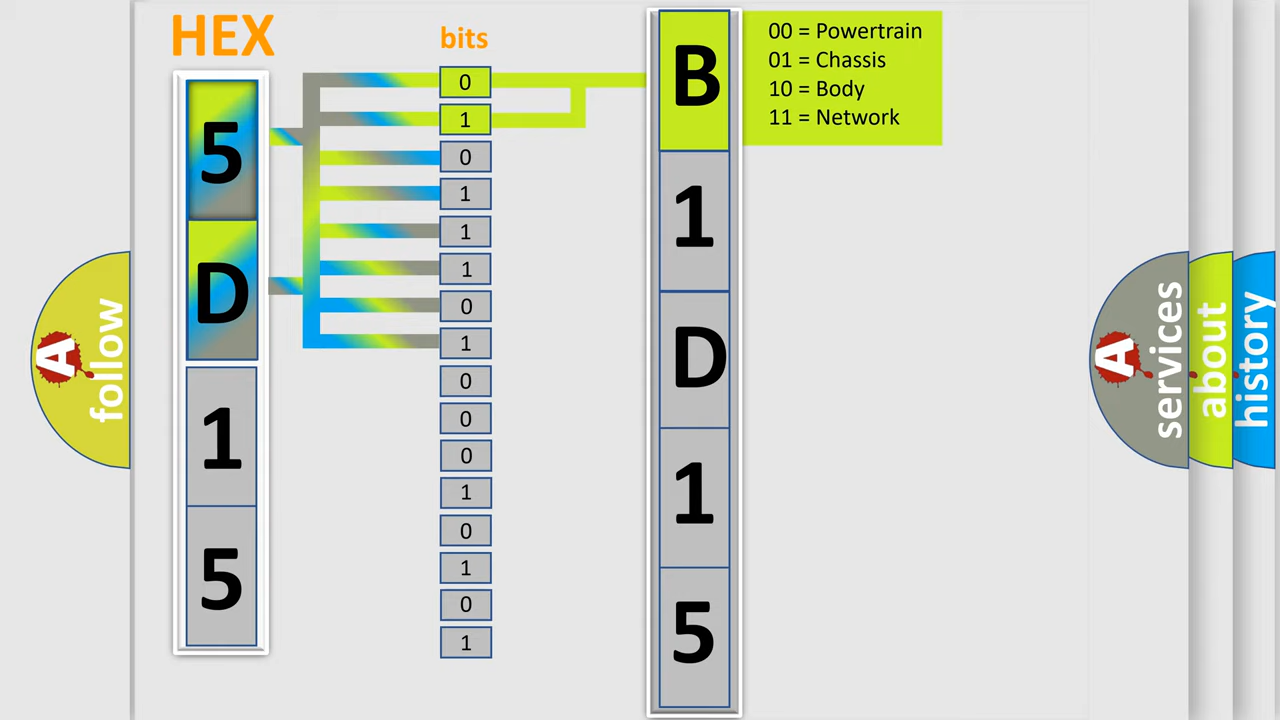 HEX
bits
5
D
1
5
0
1
0
1
1
1
0
1
0
0
0
1
0
1
0
1
B
1
D
1
5
00 = Powertrain
01 = Chassis
10 = Body
11 = Network
A
follow
A
services
about
history